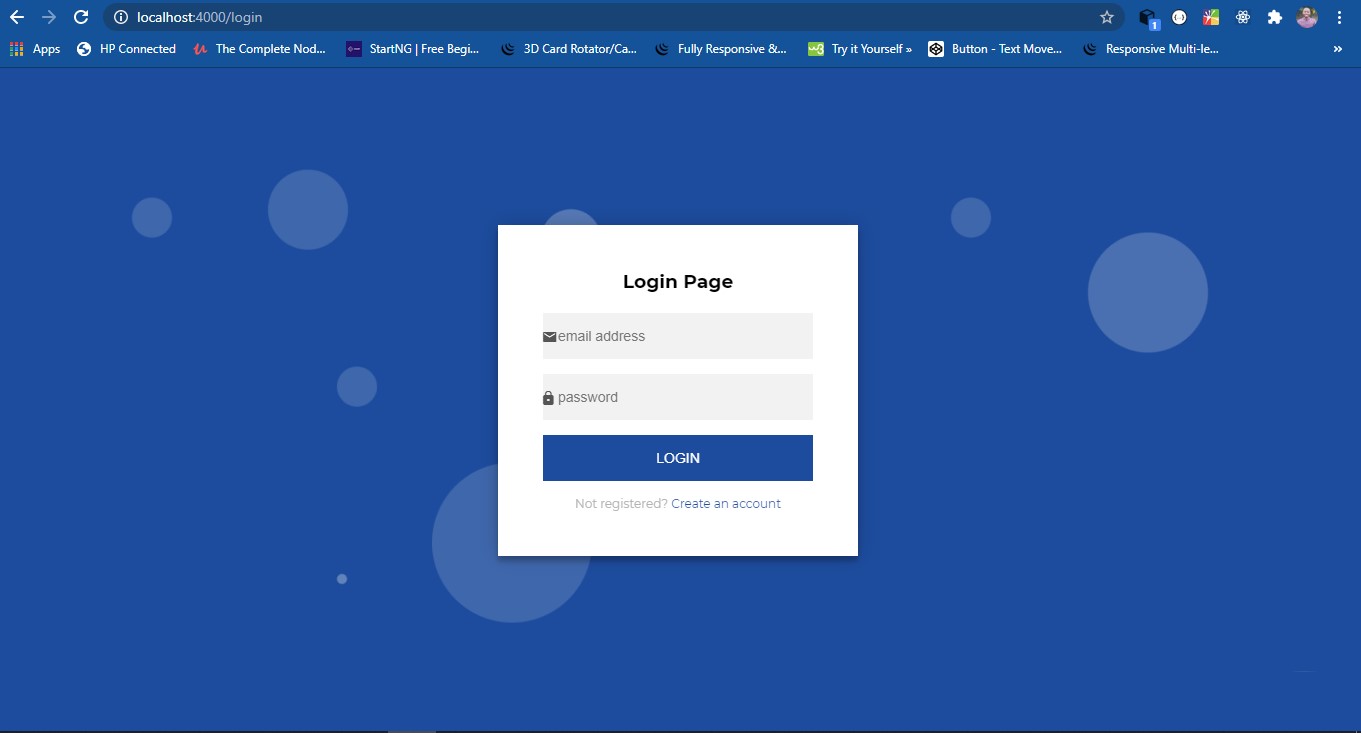 localhost:4000/login
1
Apps HP Connected The Complete Nod... StartNG | Free Begi... 3D Card Rotator/Ca... Fully Responsive &... Try it Yourself » Button - Text Move... Responsive Multi-le... »
Login Page
email address
password
LOGIN
Not registered? Create an account